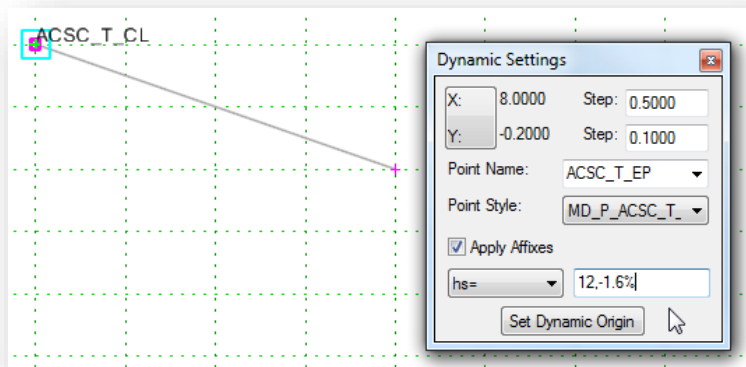 ACSC_T_CL
Dynamic Settings
X: 8.0000 Step: 0.5000
Y: -0.2000 Step: 0.1000
Point Name: ACSC_T_EP
Point Style: MD_P_ACSC_T_
Apply Affixes
hs= 12,-1.6%
Set Dynamic Origin